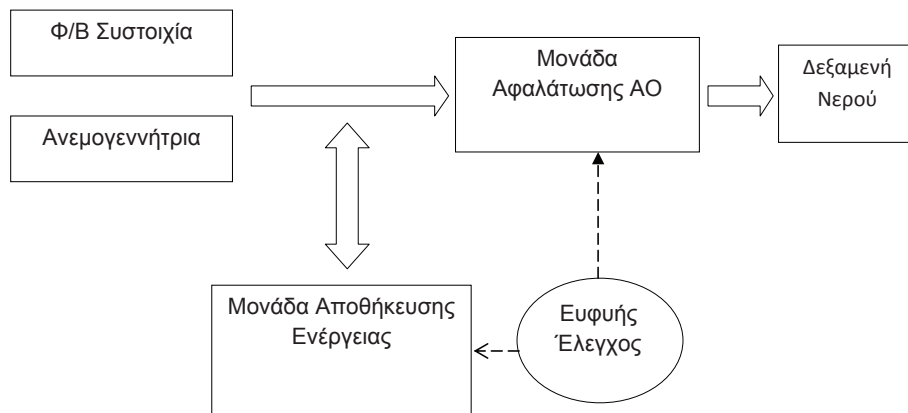 Φ/Β Συστοιχία
Μονάδα
Αφαλάτωσης ΑΟ
Δεξαμενή
Νερού
Ανεμογεννήτρια
Μονάδα Αποθήκευσης
Ενέργειας
Ευφυής
Έλεγχος